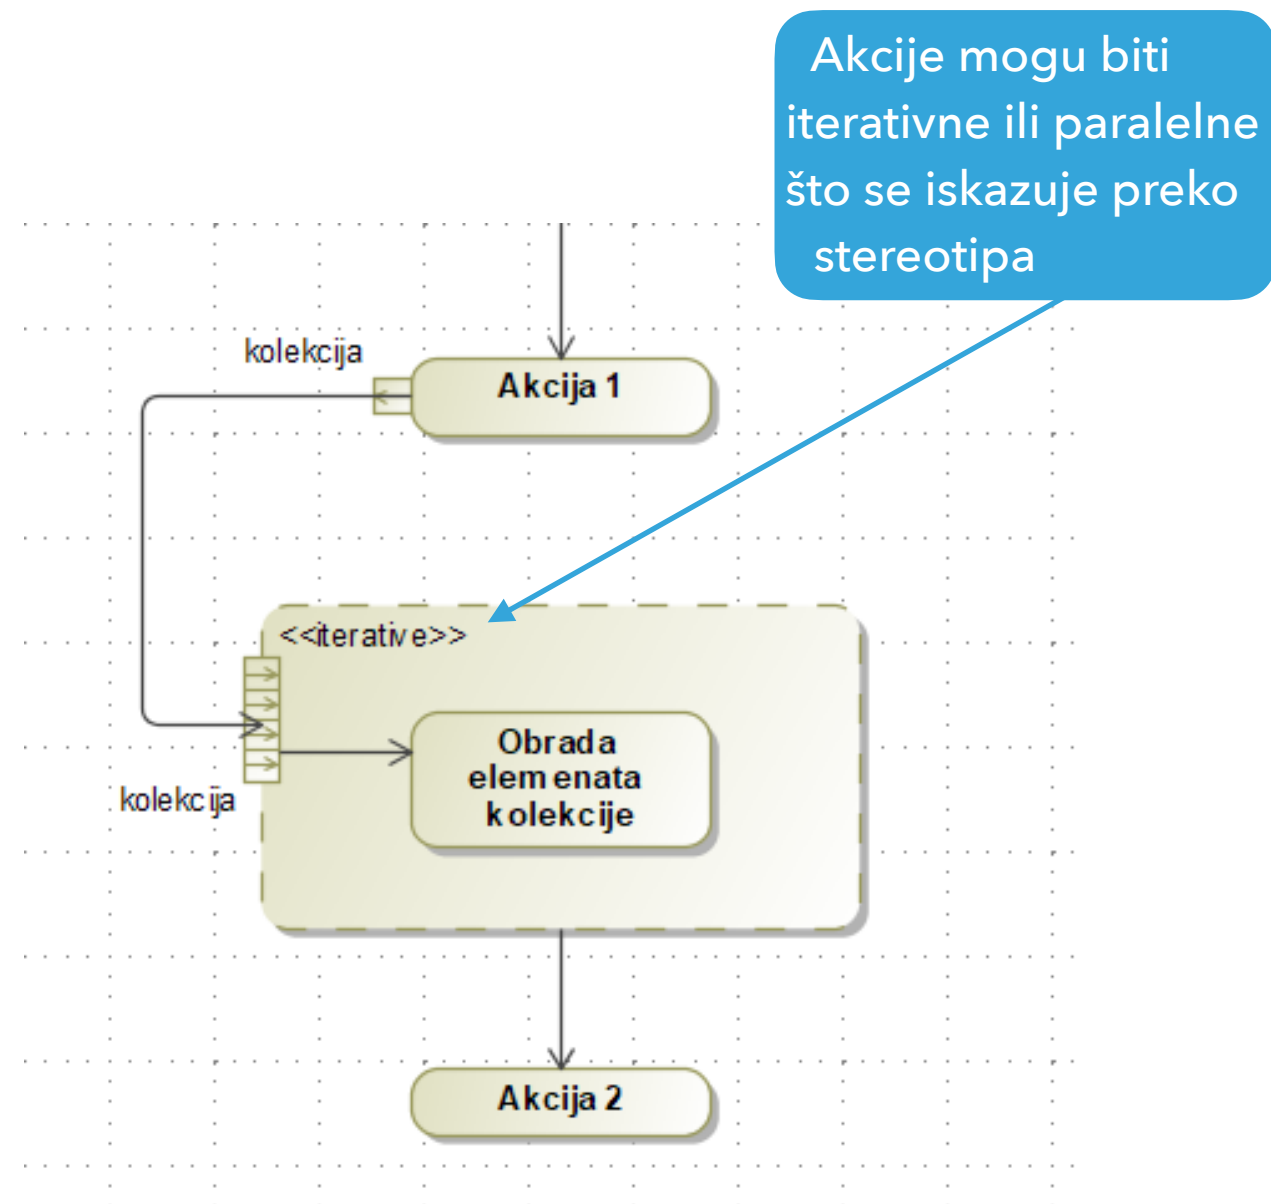 Akcije mogu biti
iterativne ili paralelne
što se iskazuje preko
stereotipa
kolekcija
Akcija 1
<<iterative>>
Obrada
elemenata
kolekcije
kolekcija
Akcija 2